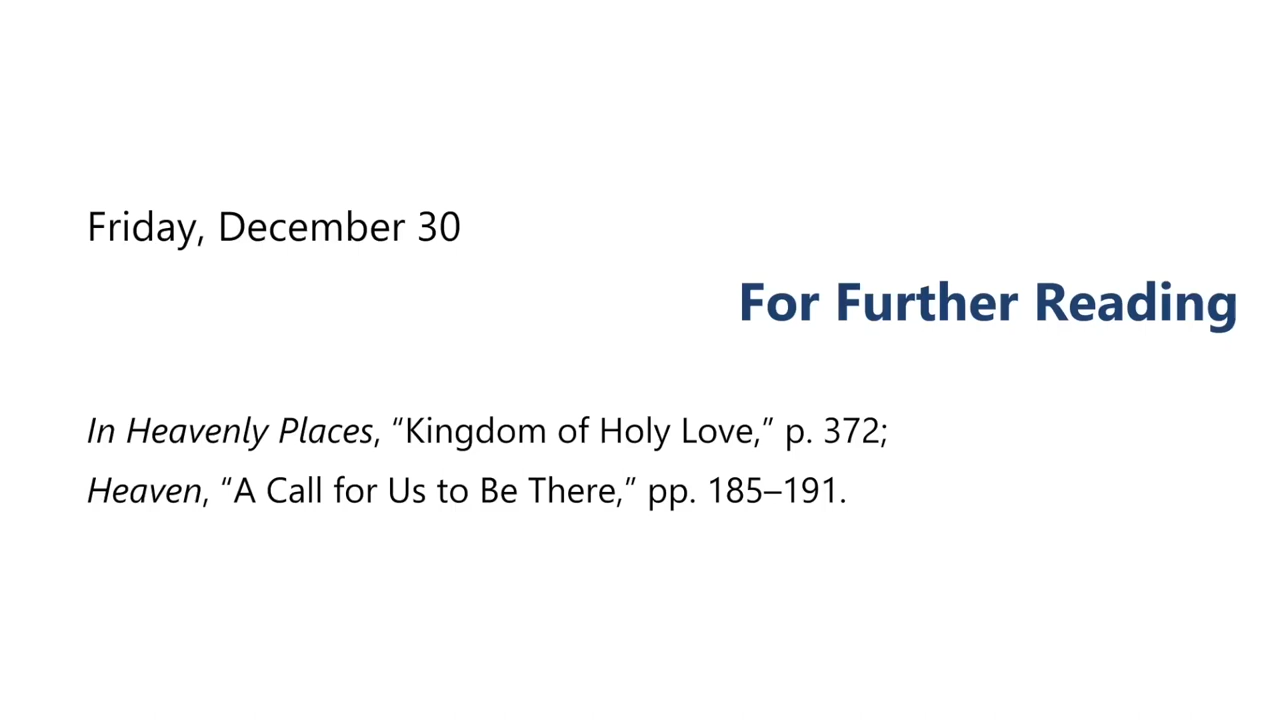 Friday, December 30
For Further Reading
In Heavenly Places, “Kingdom of Holy Love,” p. 372;
Heaven, “A Call for Us to Be There,” pp. 185–191.